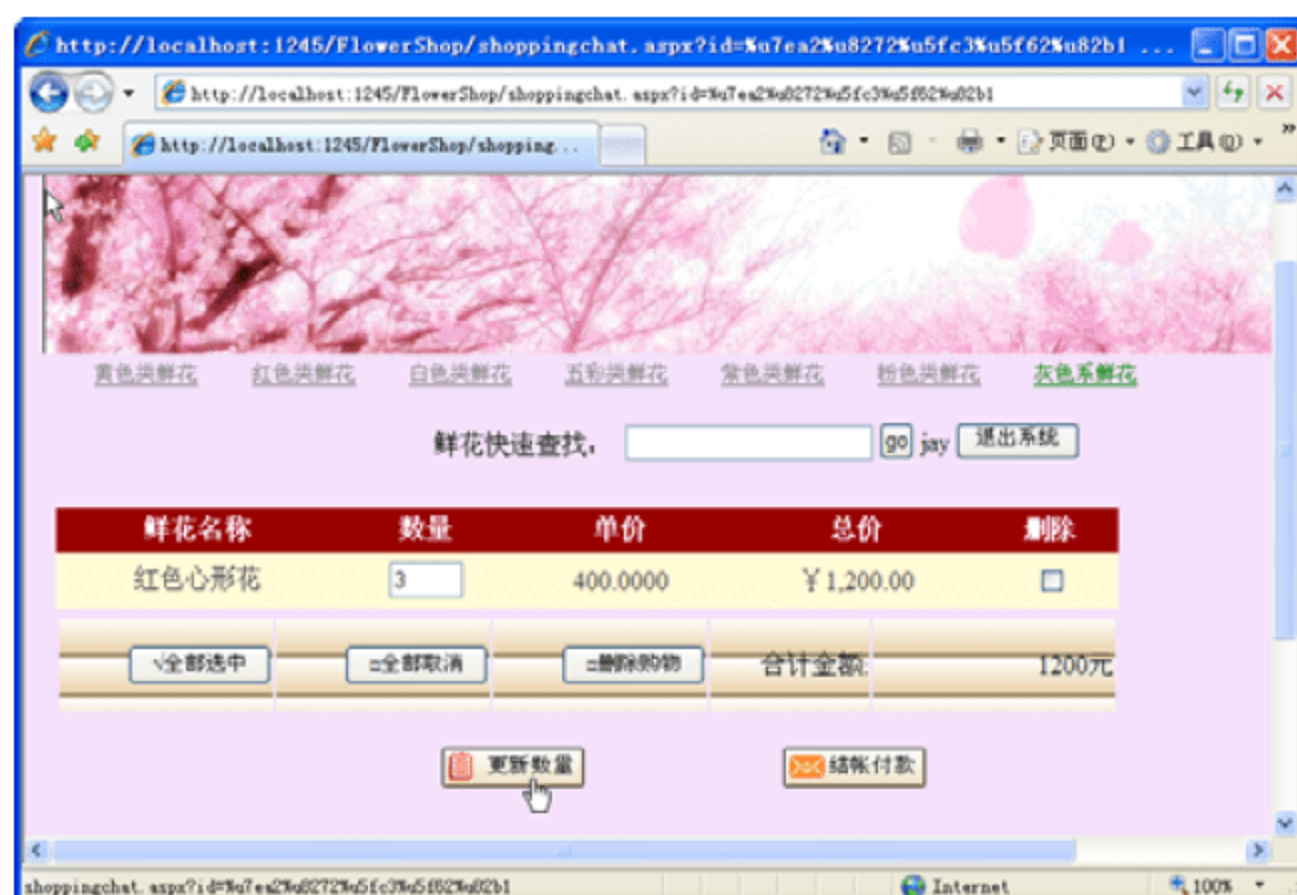 http://localhost:1245/FlowerShop/shoppingchat.aspx?id=%u7ea2%u8272%u5fc3%u5f62%u82b1 ...
http://localhost:1245/FlowerShop/shoppingchat.aspx?id=%u7ea2%u8272%u5fc3%u5f62%u82b1
http://localhost:1245/FlowerShop/shopping... 页面(P) 工具(O) »
黄色类鲜花 红色类鲜花 白色类鲜花 五彩类鲜花 紫色类鲜花 粉色类鲜花 灰色系鲜花
鲜花快速查找: go jay 退出系统
鲜花名称 数量 单价 总价 删除
红色心形花 3 400.0000 ￥1,200.00
√全部选中 □全部取消 □删除购物 合计金额: 1200元
更新数量 结帐付款
shoppingchat.aspx?id=%u7ea2%u8272%u5fc3%u5f62%u82b1 Internet 100%